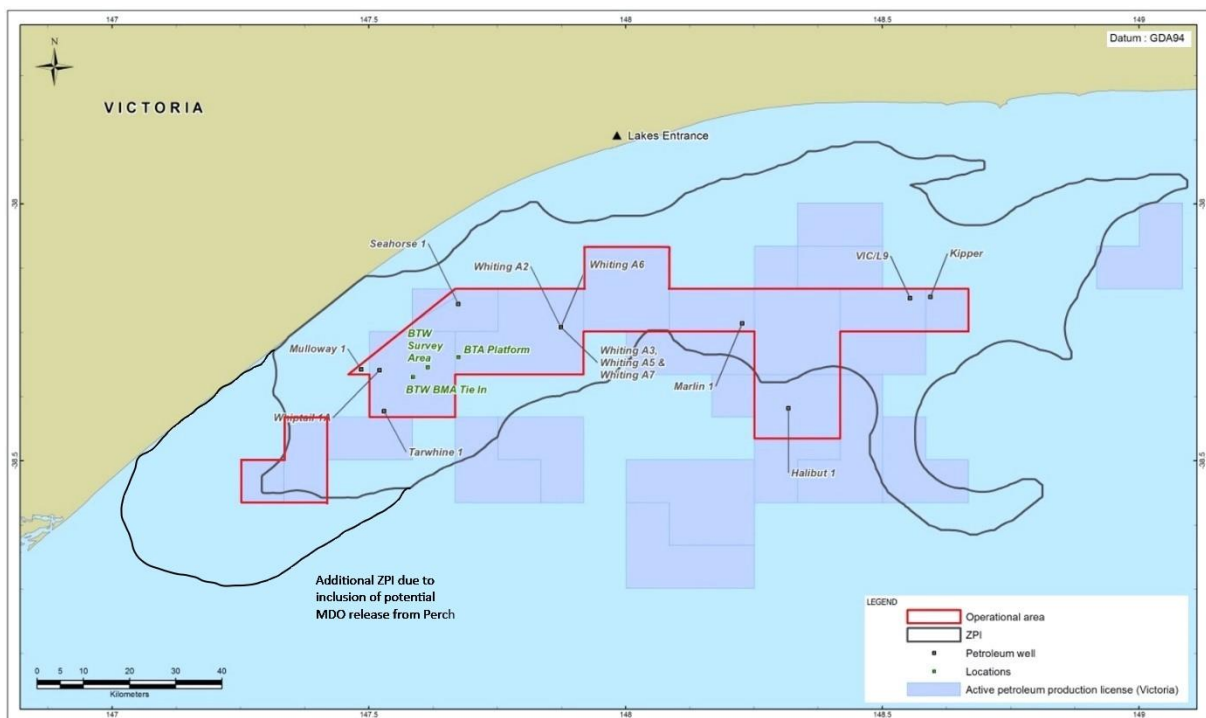 147
147.5
148
148.5
149
Datum : GDA94
N
VICTORIA
Lakes Entrance
-38
-38
Seahorse 1
Whiting A2
Whiting A6
VIC/L9
Kipper
Mulloway 1
BTW
Survey
Area
BTA Platform
Whiting A3,
Whiting A5 &
Whiting A7
BTW BMA Tie In
Marlin 1
Whiptail 1A
Tarwhine 1
Halibut 1
-38.5
-38.5
Additional ZPI due to
inclusion of potential
MDO release from Perch
LEGEND
Operational area
ZPI
Petroleum well
Locations
Active petroleum production license (Victoria)
0 5 10 20 30 40
Kilometers
147
147.5
148
148.5
149